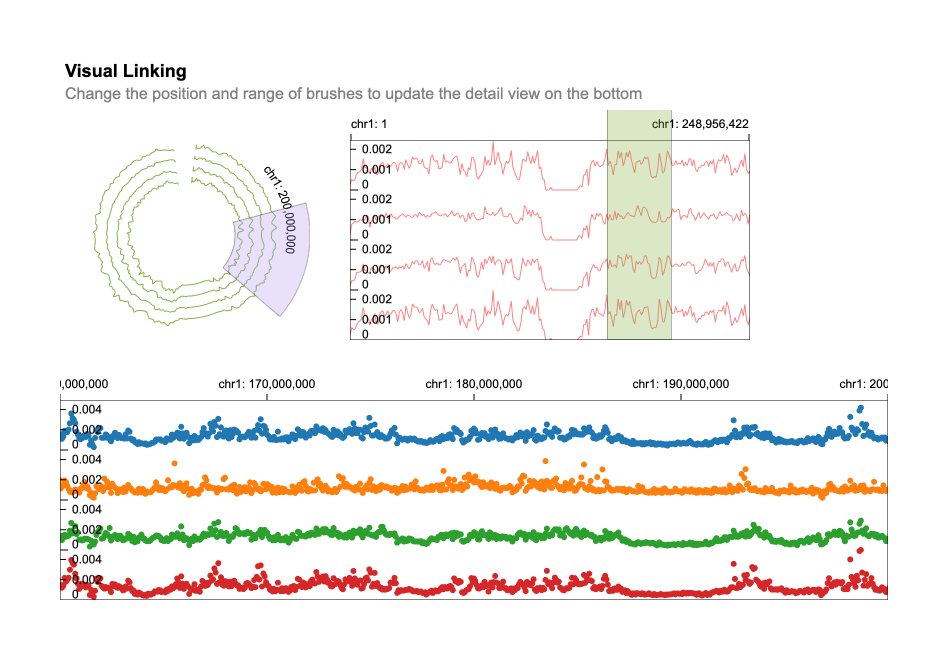 Visual Linking
Change the position and range of brushes to update the detail view on the bottom
chr1: 1
chr1: 248,956,422
chr1: 200,000,000
0.002
0.001
0
0.002
0.001
0
0.002
0.001
0
0.002
0.001
0
0,000,000
chr1: 170,000,000
chr1: 180,000,000
chr1: 190,000,000
chr1: 200
0.004
0.002
0
0.004
0.002
0
0.004
0.002
0
0.004
0.002
0